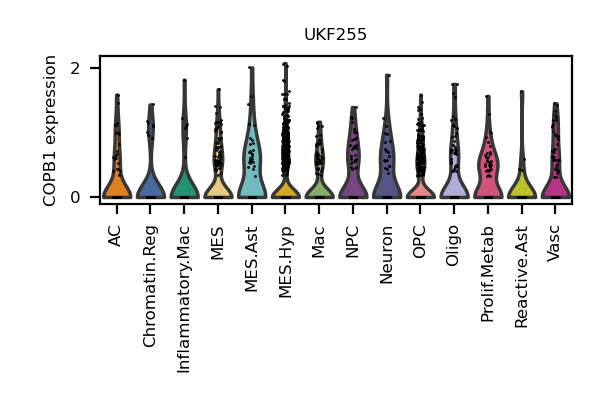 UKF255
COPB1 expression
2
0
AC
Chromatin.Reg
Inflammatory.Mac
MES
MES.Ast
MES.Hyp
Mac
NPC
Neuron
OPC
Oligo
Prolif.Metab
Reactive.Ast
Vasc